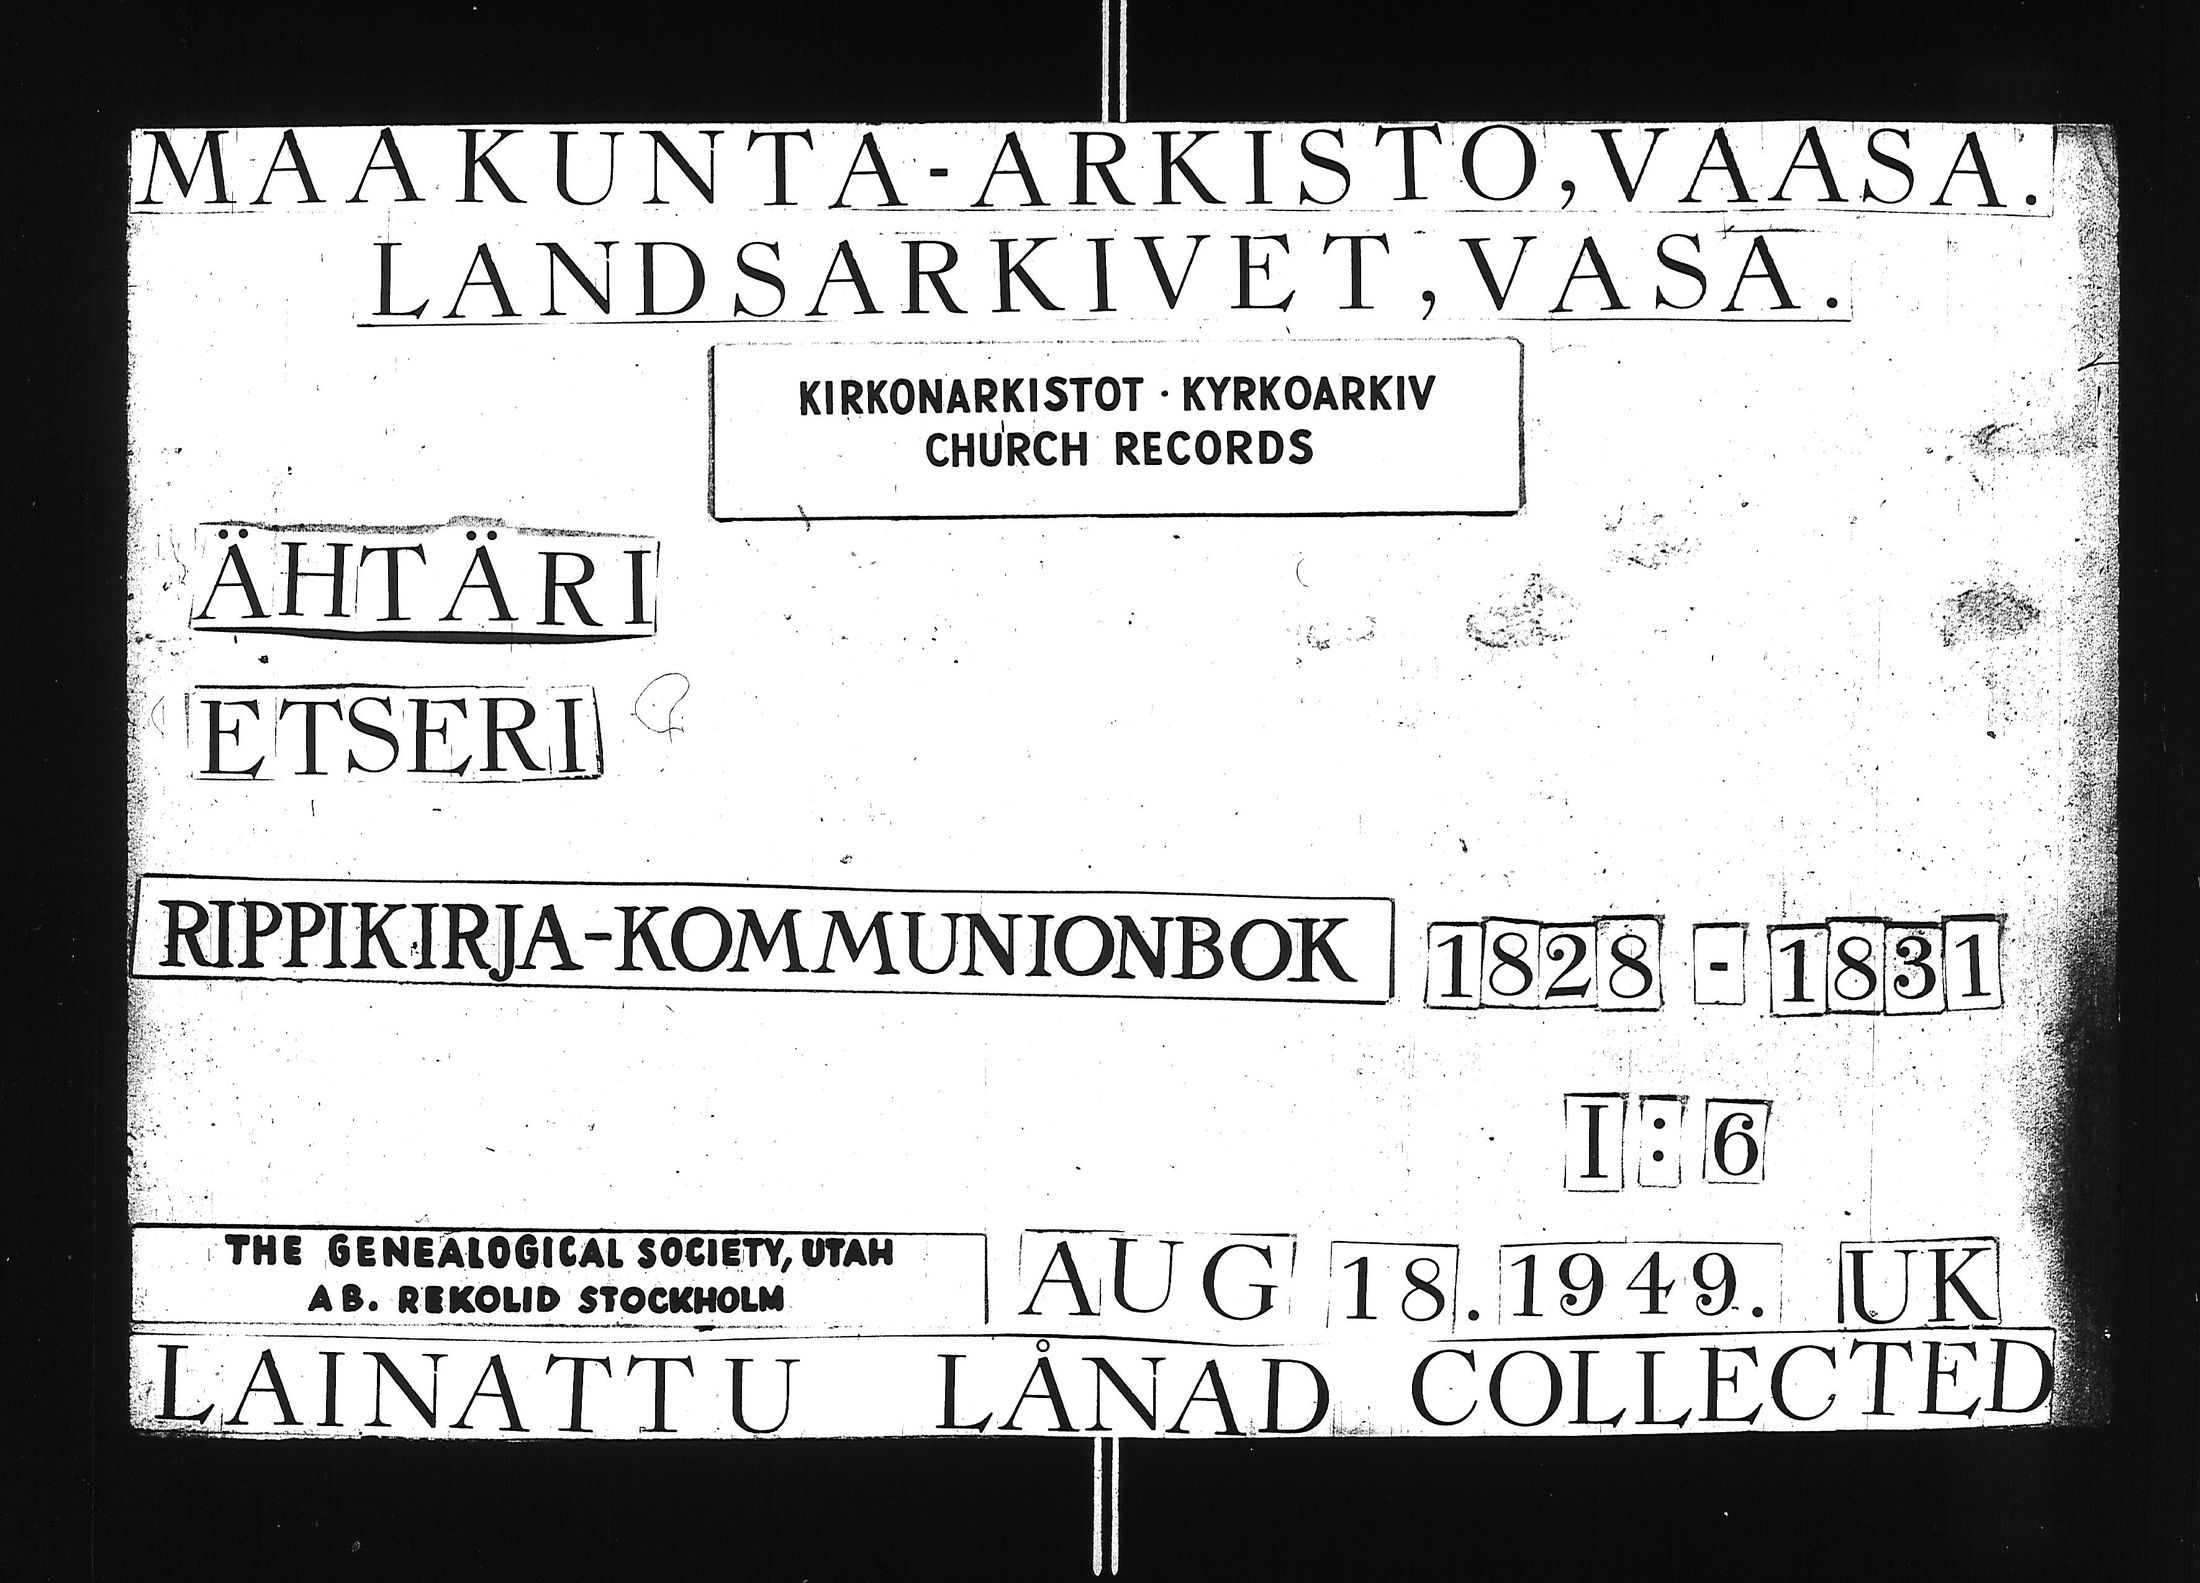 MAAKUNTA-ARKISTO, VAASA.
LANDSARKIVET, VASA.
KIRKONARKISTOT · KYRKOARKIV
CHURCH RECORDS
ÄHTÄRI
ETSERI
RIPPIKIRJA-KOMMUNIONBOK 1828 - 1831
I:6
THE GENEALOGICAL SOCIETY, UTAH
AB. REKOLID STOCKHOLM
AUG 18. 1949. UK
LAINATTU LÅNAD COLLECTED